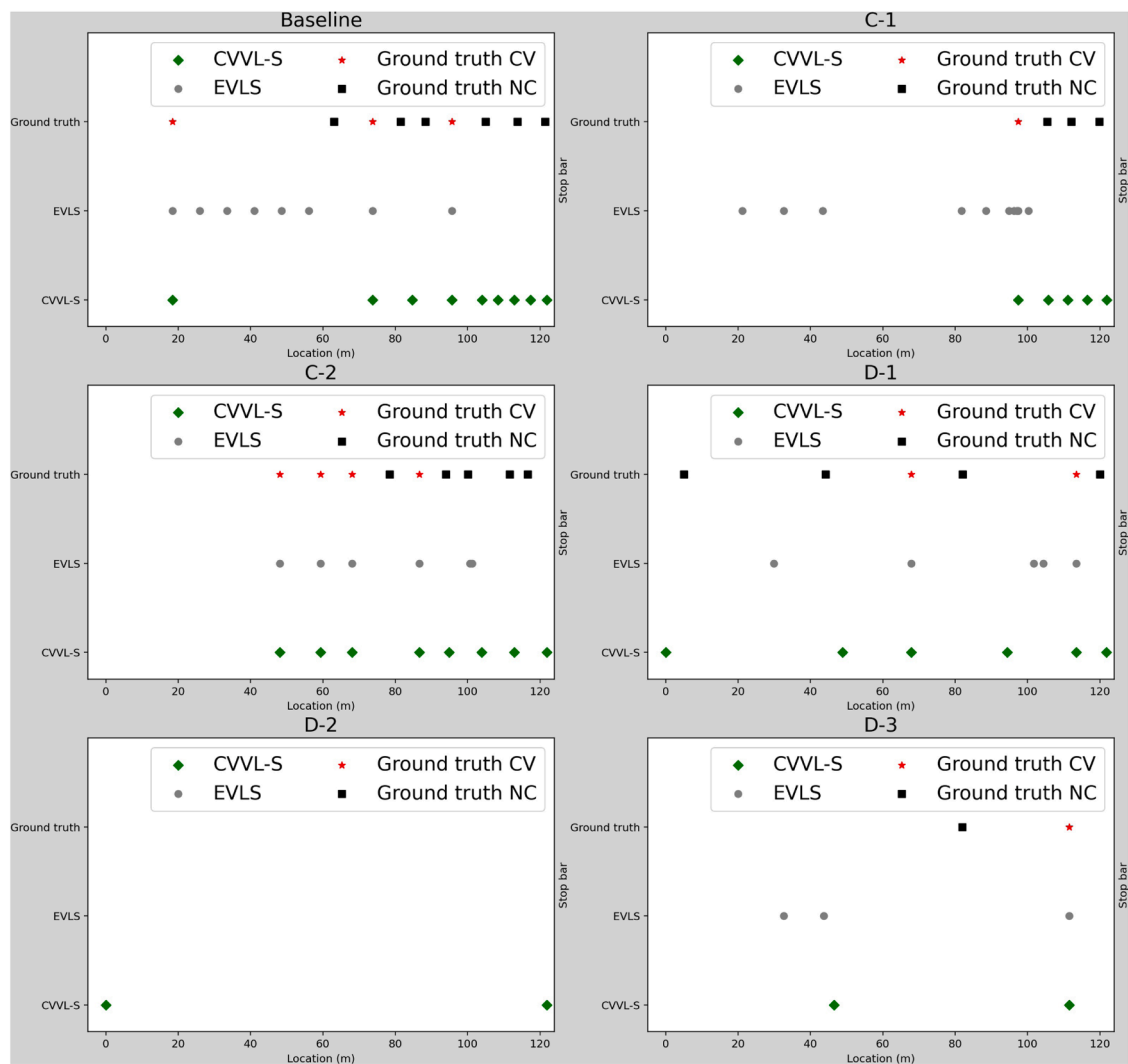 Baseline
CVVL-S
Ground truth CV
EVLS
Ground truth NC
Ground truth
EVLS
CVVL-S
Stop bar
0 20 40 60 80 100 120
Location (m)
C-1
CVVL-S
Ground truth CV
EVLS
Ground truth NC
Ground truth
EVLS
CVVL-S
Stop bar
0 20 40 60 80 100 120
Location (m)
C-2
CVVL-S
Ground truth CV
EVLS
Ground truth NC
Ground truth
EVLS
CVVL-S
Stop bar
0 20 40 60 80 100 120
Location (m)
D-1
CVVL-S
Ground truth CV
EVLS
Ground truth NC
Ground truth
EVLS
CVVL-S
Stop bar
0 20 40 60 80 100 120
Location (m)
D-2
CVVL-S
Ground truth CV
EVLS
Ground truth NC
Ground truth
EVLS
CVVL-S
Stop bar
0 20 40 60 80 100 120
Location (m)
D-3
CVVL-S
Ground truth CV
EVLS
Ground truth NC
Ground truth
EVLS
CVVL-S
Stop bar
0 20 40 60 80 100 120
Location (m)